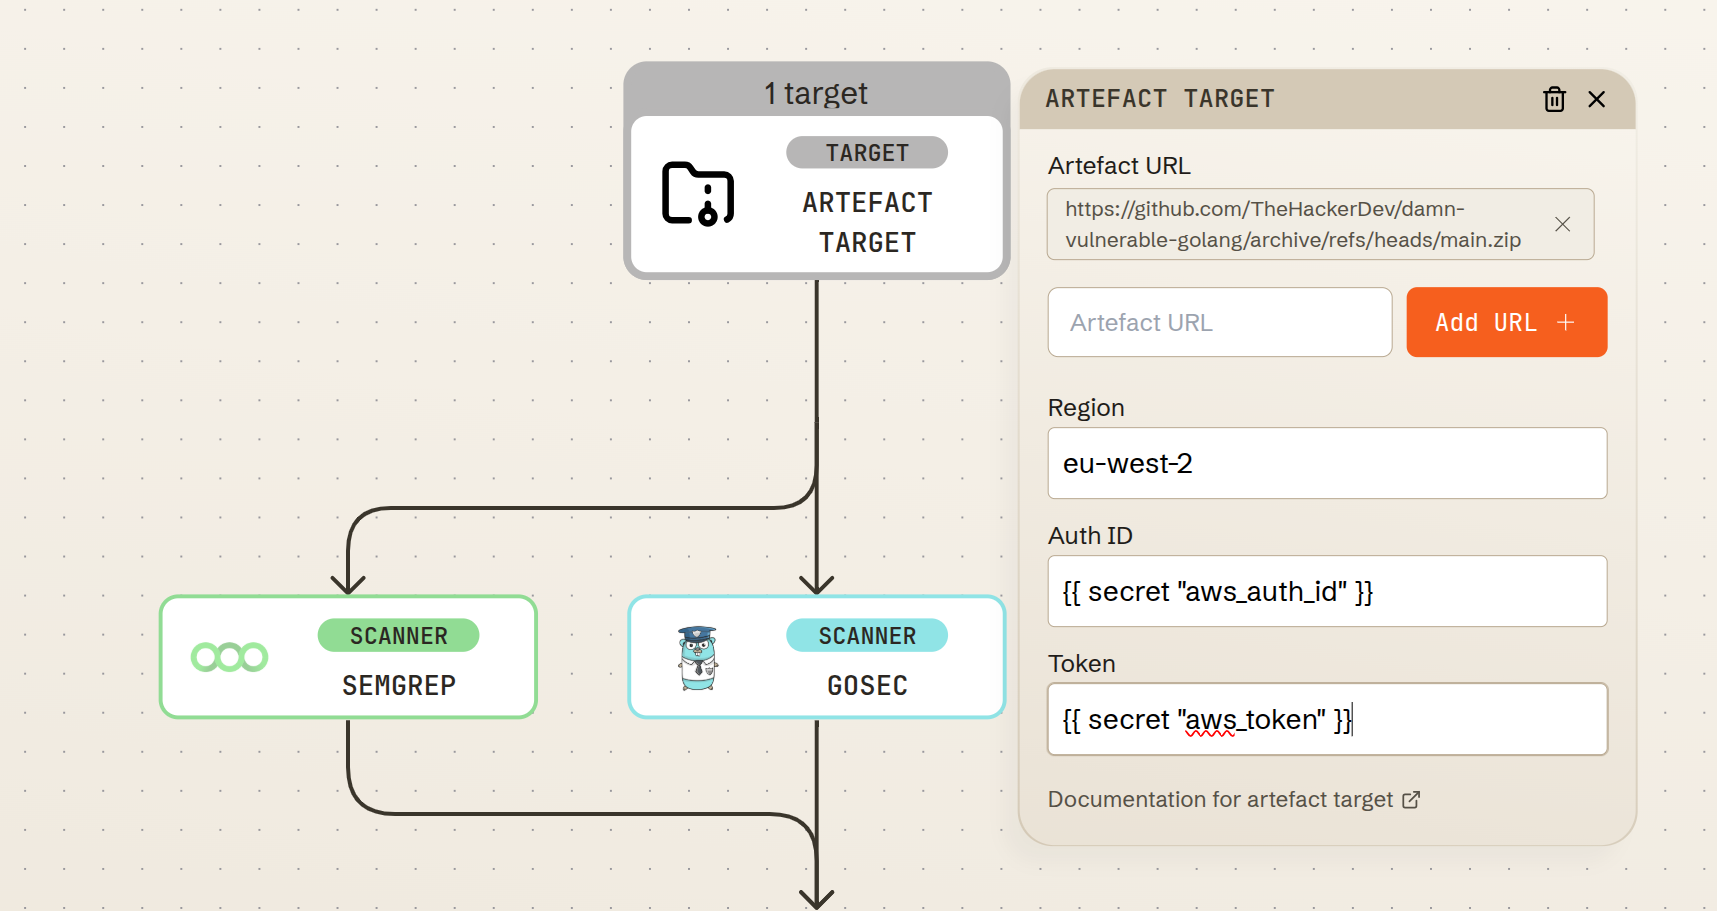 1 target
TARGET
ARTEFACT
TARGET
SCANNER
SEMGREP
SCANNER
GOSEC
ARTEFACT TARGET
Artefact URL
https://github.com/TheHackerDev/damn-
vulnerable-golang/archive/refs/heads/main.zip
Artefact URL
Add URL +
Region
eu-west-2
Auth ID
{{ secret "aws_auth_id" }}
Token
{{ secret "aws_token" }}
Documentation for artefact target